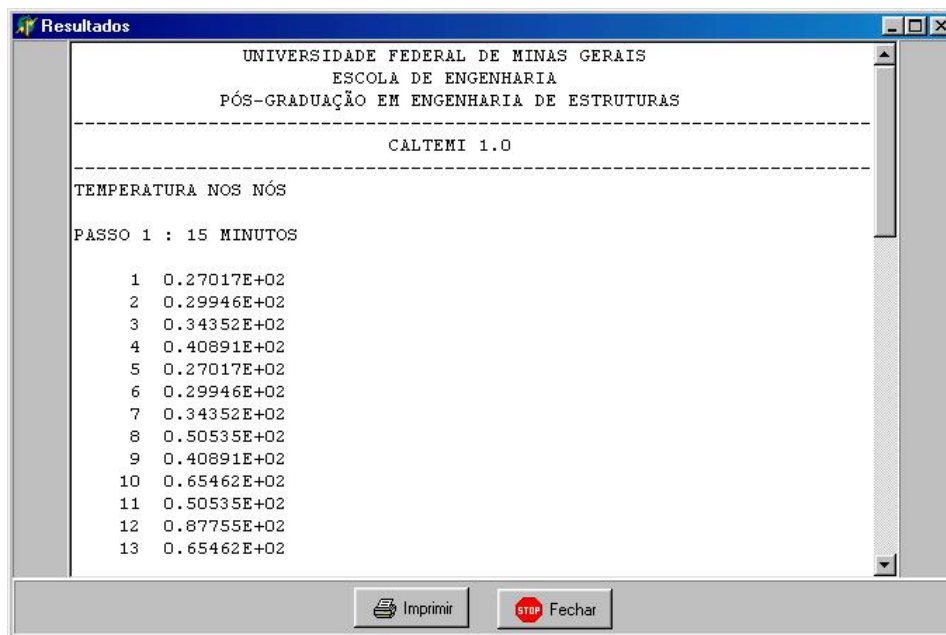 Resultados
UNIVERSIDADE FEDERAL DE MINAS GERAIS
ESCOLA DE ENGENHARIA
PÓS-GRADUAÇÃO EM ENGENHARIA DE ESTRUTURAS
CALTEMI 1.0
TEMPERATURA NOS NÓS
PASSO 1 : 15 MINUTOS
1 0.27017E+02
2 0.29946E+02
3 0.34352E+02
4 0.40891E+02
5 0.27017E+02
6 0.29946E+02
7 0.34352E+02
8 0.50535E+02
9 0.40891E+02
10 0.65462E+02
11 0.50535E+02
12 0.87755E+02
13 0.65462E+02
Imprimir STOP Fechar